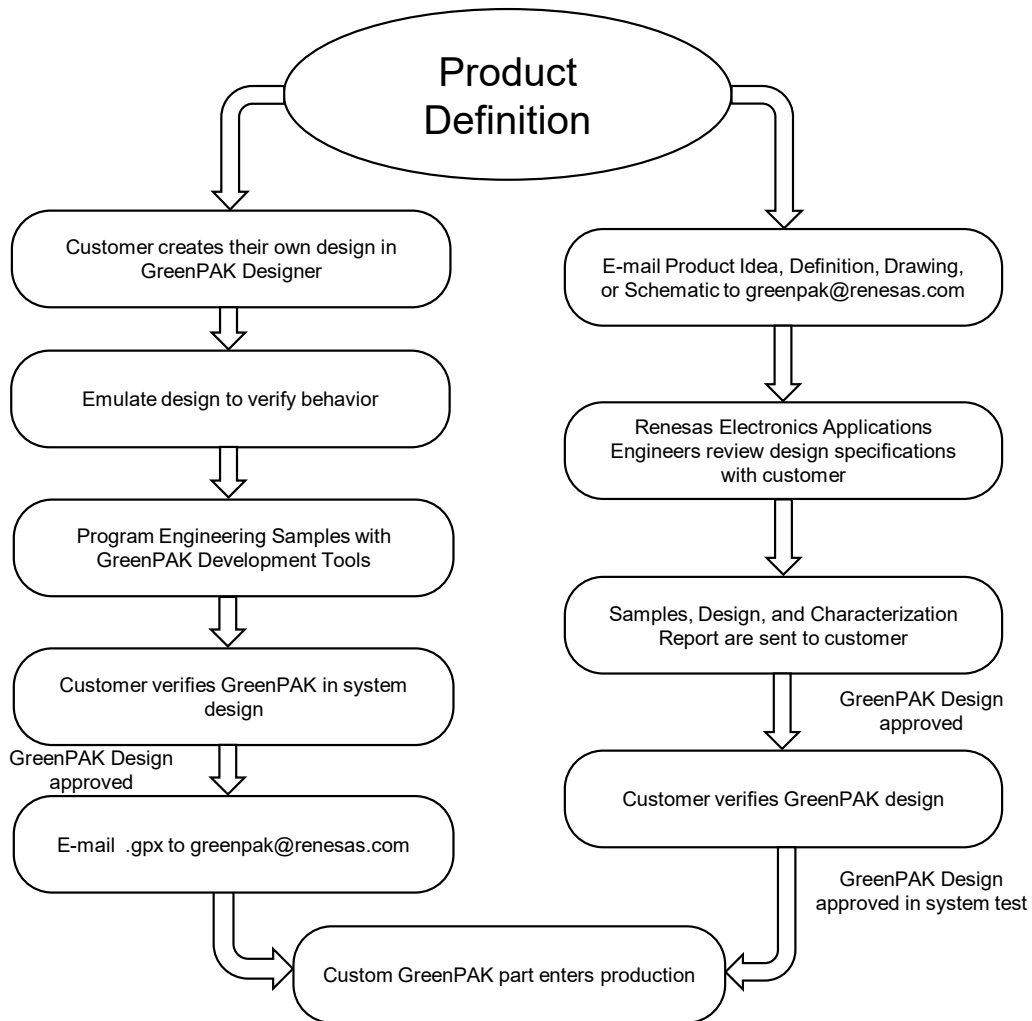 Product
Definition
Customer creates their own design in
GreenPAK Designer
Emulate design to verify behavior
Program Engineering Samples with
GreenPAK Development Tools
Customer verifies GreenPAK in system
design
GreenPAK Design
approved
E-mail .gpx to greenpak@renesas.com
E-mail Product Idea, Definition, Drawing,
or Schematic to greenpak@renesas.com
Renesas Electronics Applications
Engineers review design specifications
with customer
Samples, Design, and Characterization
Report are sent to customer
GreenPAK Design
approved
Customer verifies GreenPAK design
GreenPAK Design
approved in system test
Custom GreenPAK part enters production